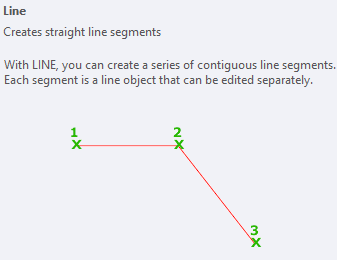 Line
Creates straight line segments
With LINE, you can create a series of contiguous line segments.
Each segment is a line object that can be edited separately.
1
2
3